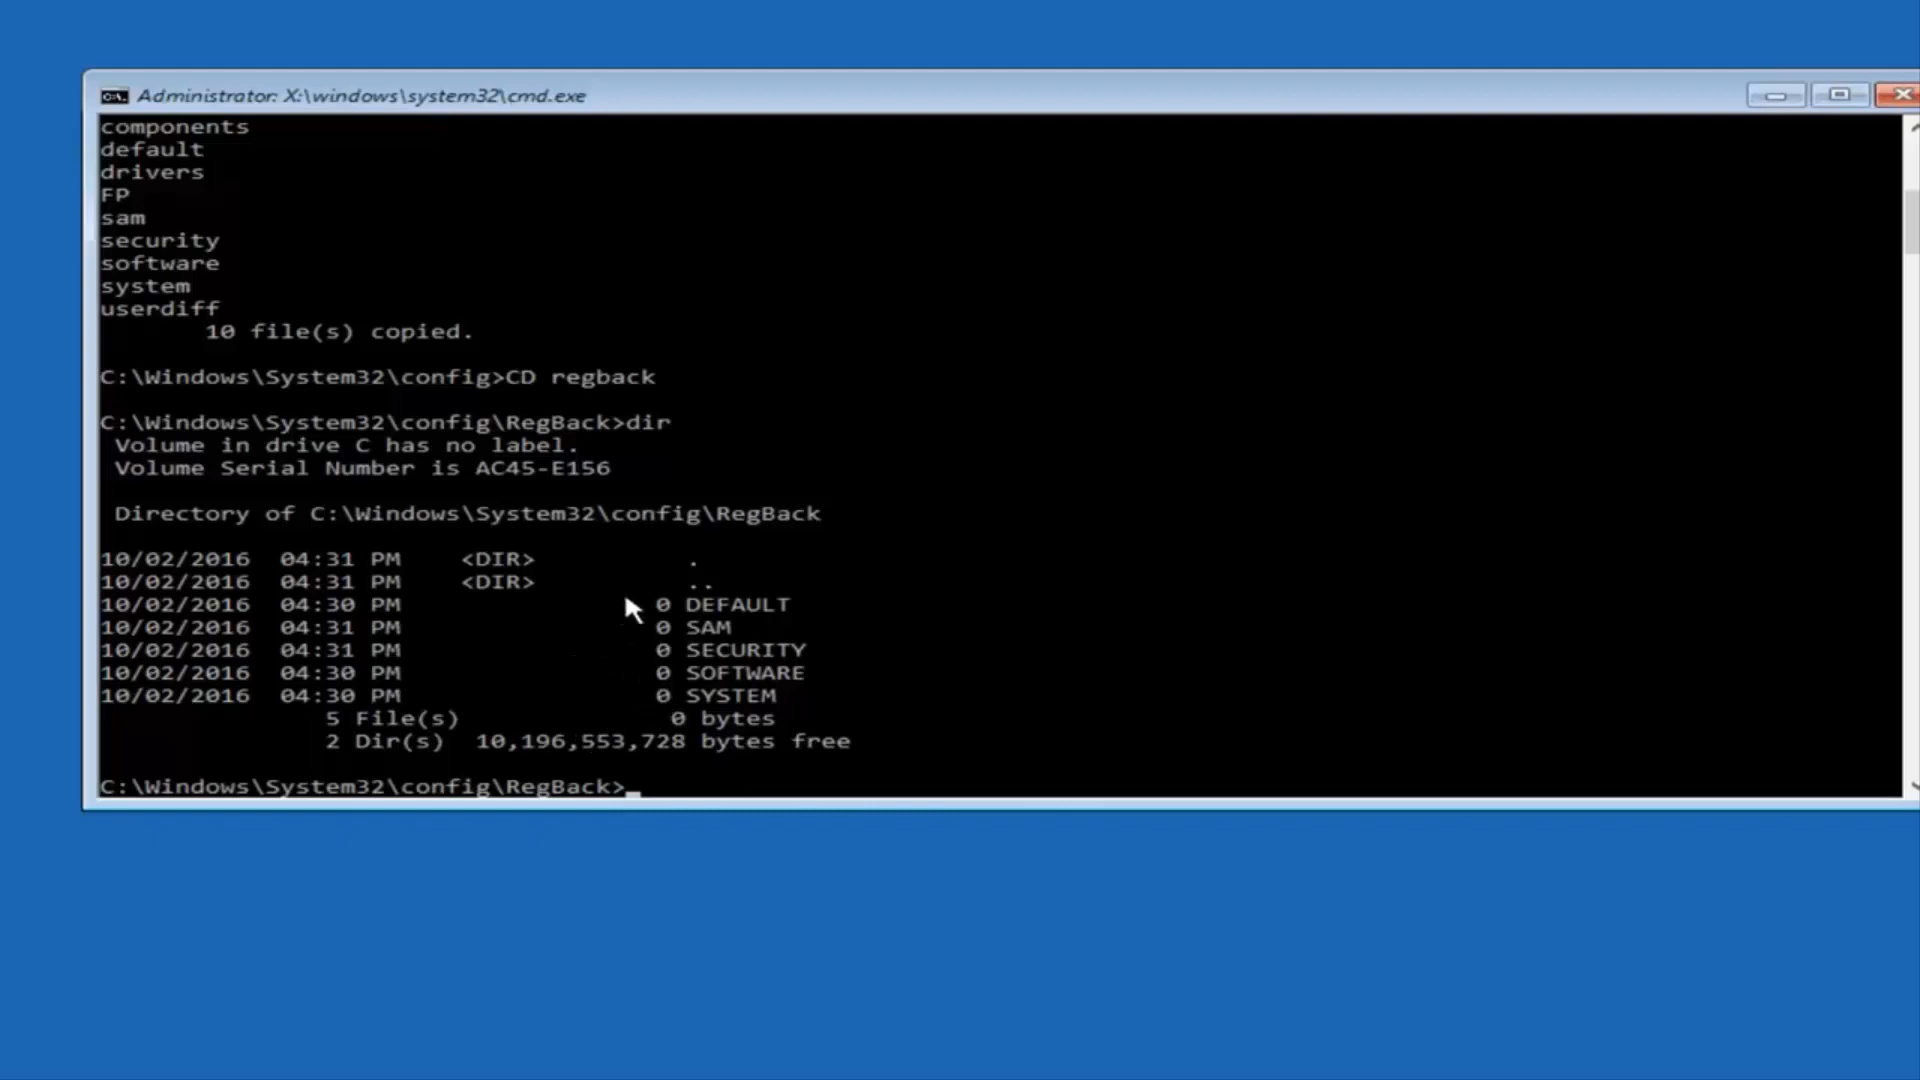 Administrator: X:\windows\system32\cmd.exe
components
default
drivers
FP
sam
security
software
system
userdiff
10 file(s) copied.
C:\Windows\System32\config>CD regback
C:\Windows\System32\config\RegBack>dir
Volume in drive C has no label.
Volume Serial Number is AC45-E156
Directory of C:\Windows\System32\config\RegBack
10/02/2016 04:31 PM <DIR> .
10/02/2016 04:31 PM <DIR> ..
10/02/2016 04:30 PM 0 DEFAULT
10/02/2016 04:31 PM 0 SAM
10/02/2016 04:31 PM 0 SECURITY
10/02/2016 04:30 PM 0 SOFTWARE
10/02/2016 04:30 PM 0 SYSTEM
5 File(s) 0 bytes
2 Dir(s) 10,196,553,728 bytes free
C:\Windows\System32\config\RegBack>_